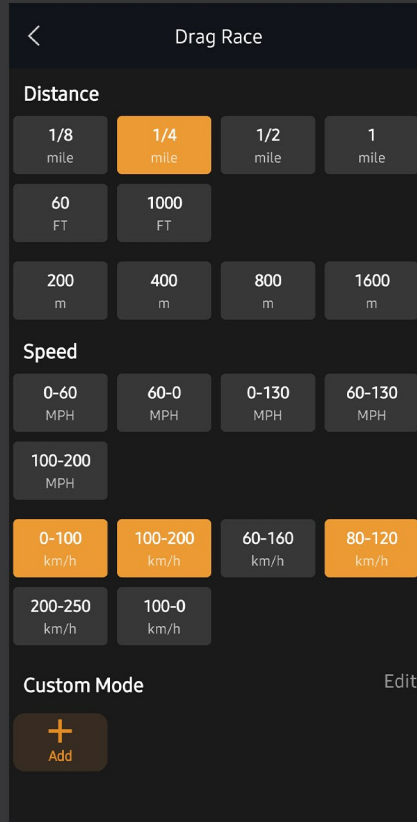 Drag Race
Distance
1/8 1/4 1/2 1
mile mile mile mile
60 1000
FT FT
200 400 800 1600
m m m m
Speed
0-60 60-0 0-130 60-130
MPH MPH MPH MPH
100-200
MPH
0-100 100-200 60-160 80-120
km/h km/h km/h km/h
200-250 100-0
km/h km/h
Custom Mode Edit
Add